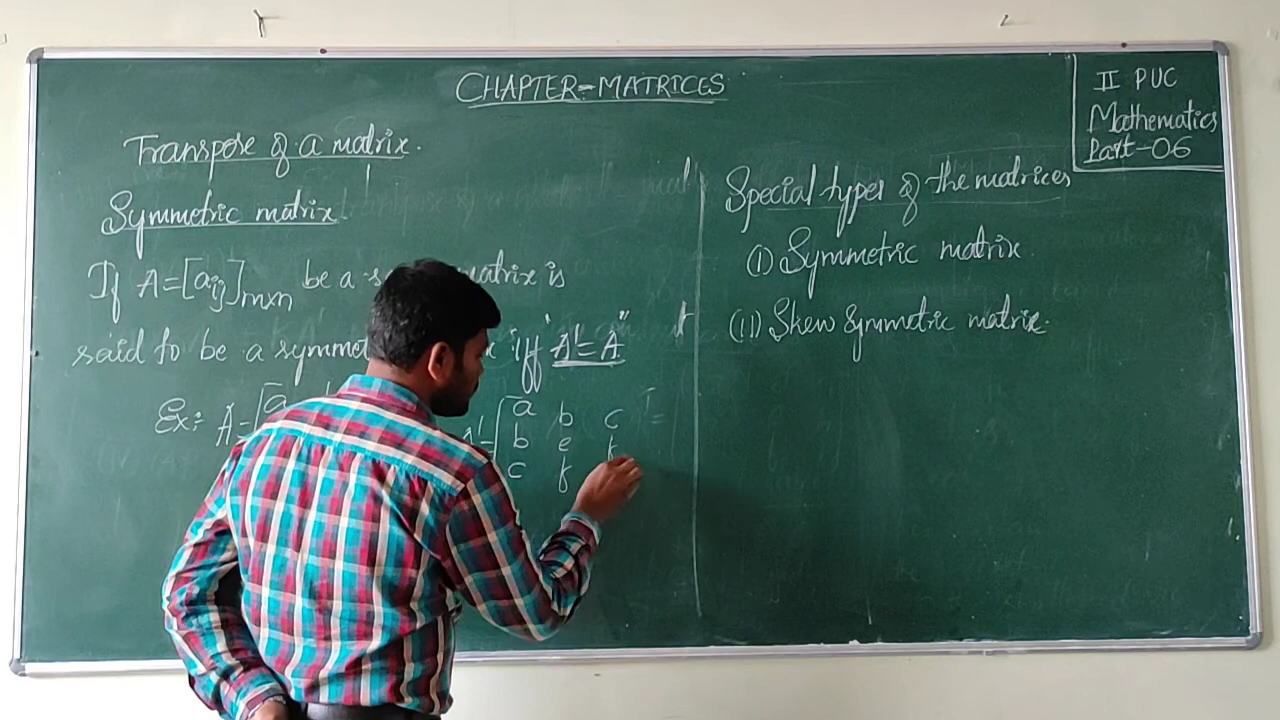 CHAPTER-MATRICES
II PUC
Mathematics
Part-06
Transpose of a matrix.
Symmetric matrix
If A=[aij]m×n be a matrix is
said to be a iff "A'=A"
Ex:- A=[a
A'=[a b c
b e f
c f
Special types of the matrices
(I) Symmetric matrix
(II) Skew symmetric matrix.